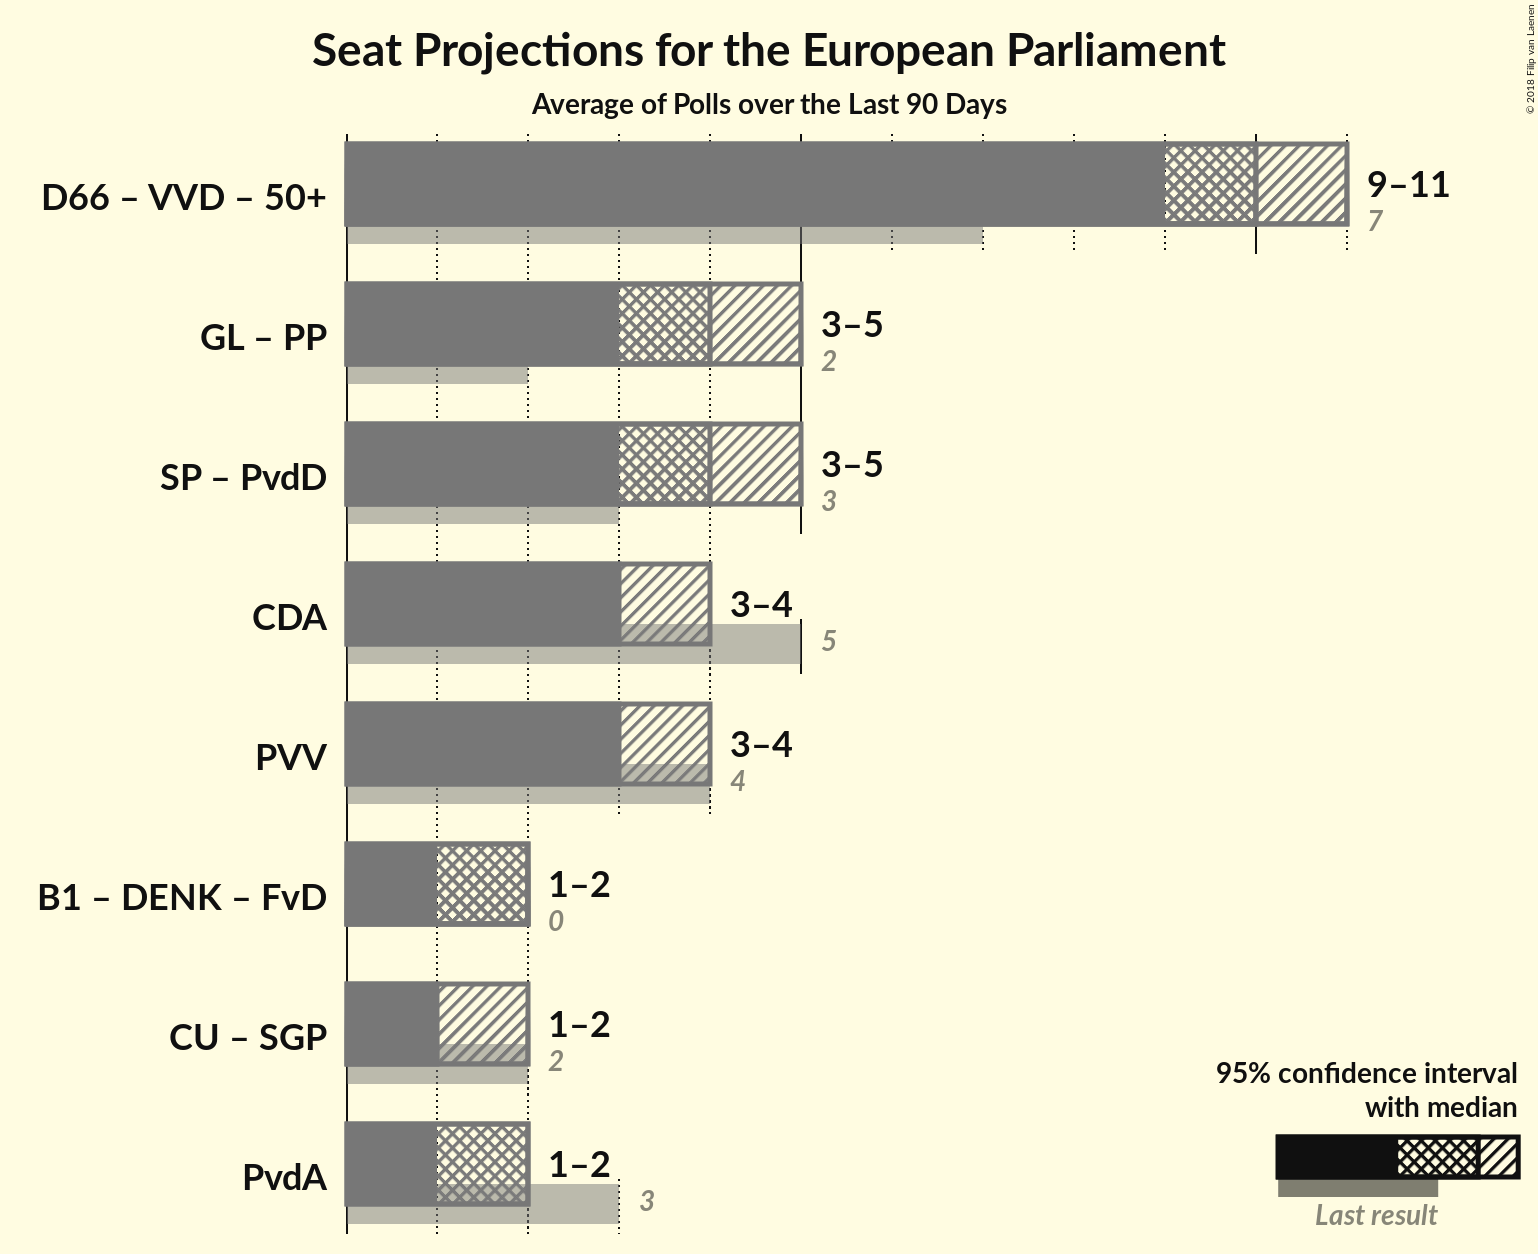 Seat Projections for the European Parliament
Average of Polls over the Last 90 Days
© 2018 Filip van Laenen
D66 – VVD – 50+
9–11
7
GL – PP
3–5
2
SP – PvdD
3–5
3
CDA
3–4
5
PVV
3–4
4
B1 – DENK – FvD
1–2
0
CU – SGP
1–2
2
PvdA
1–2
3
95% confidence interval
with median
Last result